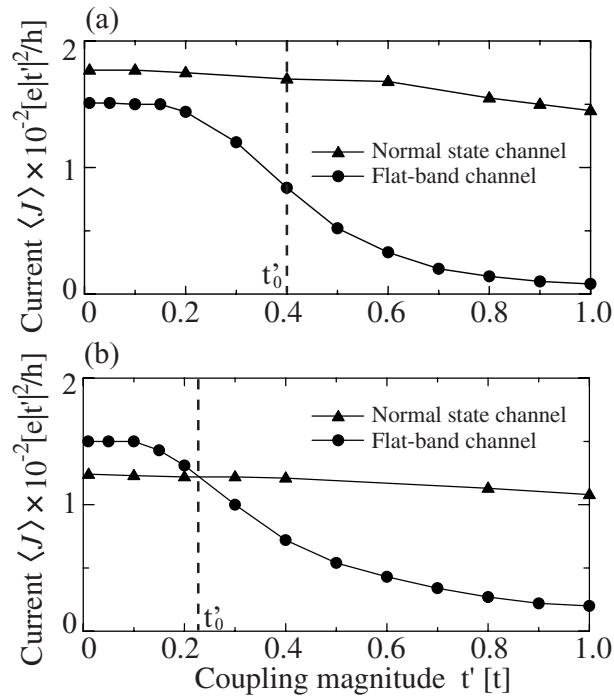 (a)
Current ⟨J⟩×10⁻²[e|t'|²/h]
2
1
0
Normal state channel
Flat-band channel
t'₀
0 0.2 0.4 0.6 0.8 1.0
(b)
Current ⟨J⟩×10⁻²[e|t'|²/h]
2
1
0
Normal state channel
Flat-band channel
t'₀
0 0.2 0.4 0.6 0.8 1.0
Coupling magnitude t' [t]